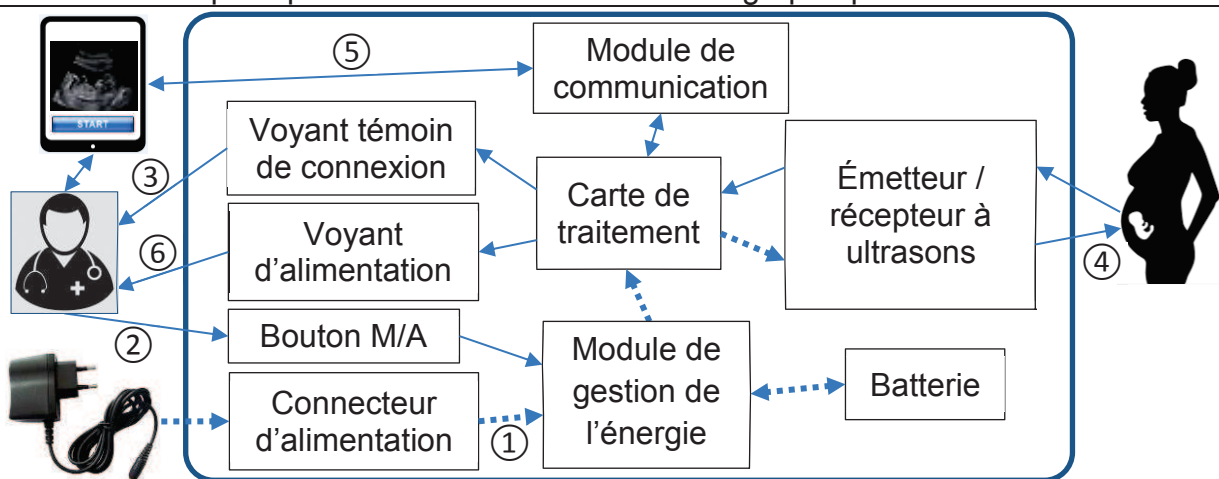 ⑤
Module de
communication
START
Voyant témoin
de connexion
③
Carte de
traitement
Émetteur /
récepteur à
ultrasons
Voyant
d'alimentation
⑥
④
②
Bouton M/A
Module de
gestion de
l'énergie
Batterie
Connecteur
d'alimentation
①